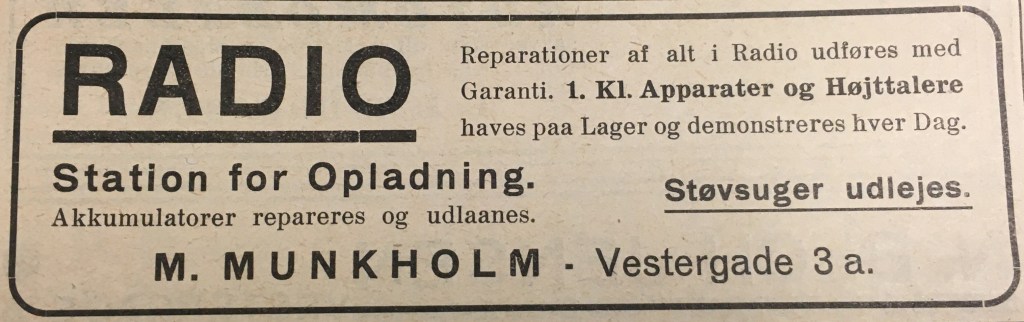 RADIO
Reparationer af alt i Radio udføres med
Garanti. 1. Kl. Apparater og Højttalere
haves paa Lager og demonstreres hver Dag.
Station for Opladning.
Akkumulatorer repareres og udlaanes.
Støvsuger udlejes.
M. MUNKHOLM - Vestergade 3 a.